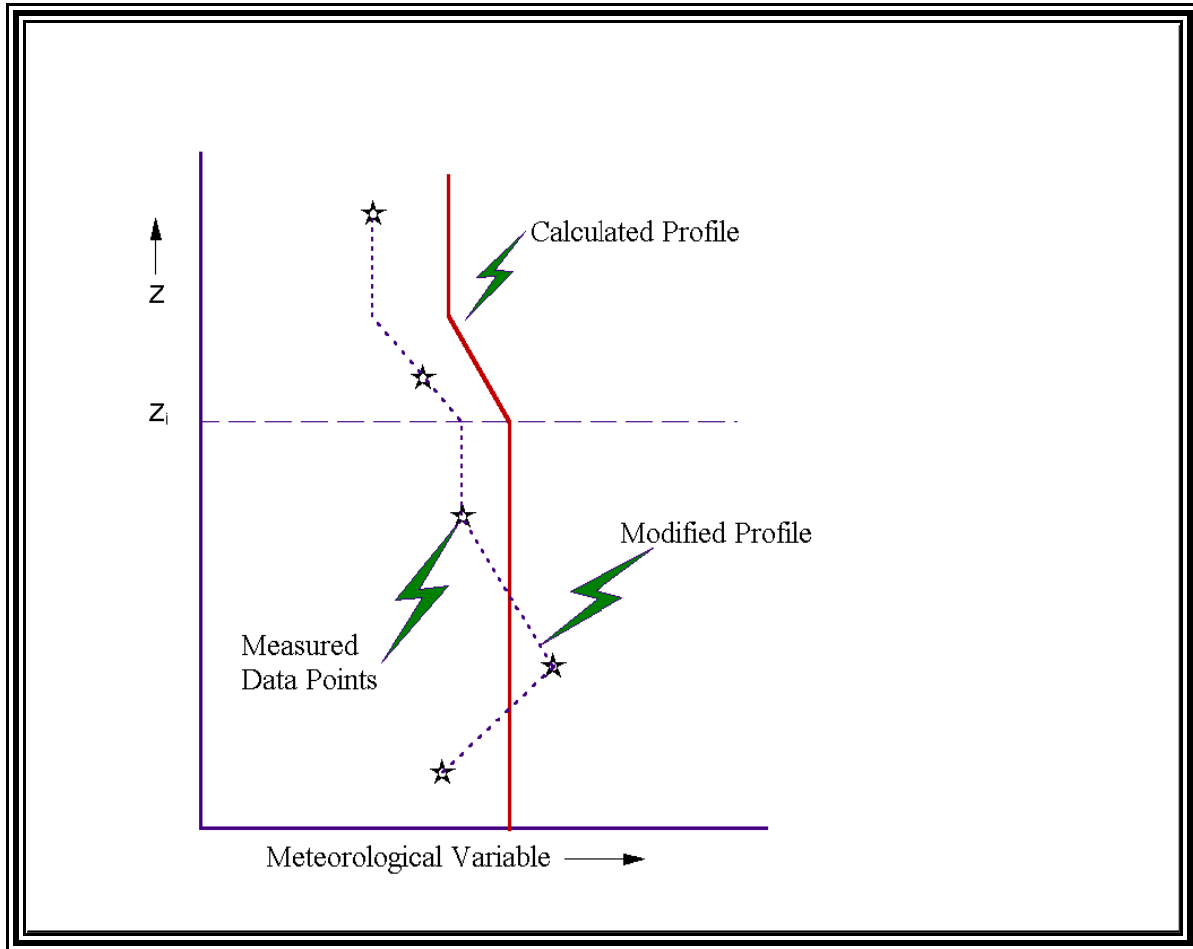 Calculated Profile
Z
Zi
Modified Profile
Measured
Data Points
Meteorological Variable